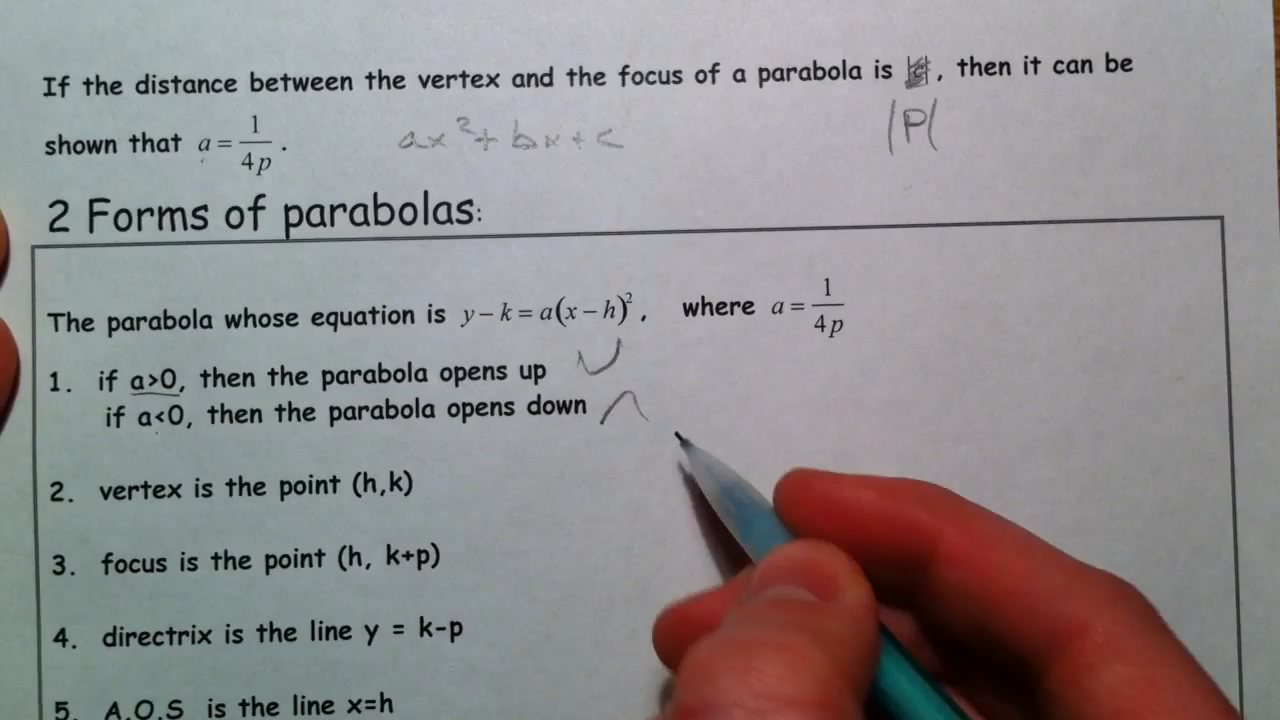 If the distance between the vertex and the focus of a parabola is , then it can be
|P|
shown that a = 1/4p .
ax²+bx+c
2 Forms of parabolas:
The parabola whose equation is y-k=a(x-h)², where a = 1/4p
1. if a>0, then the parabola opens up
if a<0, then the parabola opens down
2. vertex is the point (h,k)
3. focus is the point (h, k+p)
4. directrix is the line y = k-p
5. A.O.S is the line x=h